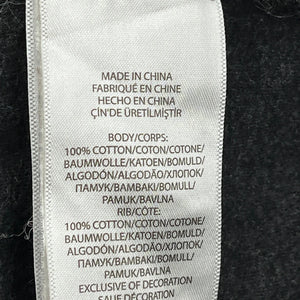 MADE IN CHINA
FABRIQUÉ EN CHINE
HECHO EN CHINA
ÇİN'DE ÜRETİLMİŞTİR
BODY/CORPS:
100% COTTON/COTON/COTONE/
BAUMWOLLE/KATOEN/BOMULD/
ALGODÓN/ALGODÃO/ХЛОПОК/
ПАМУК/BAMBAKI/BOMULL/
PAMUK/BAVLNA
RIB/CÔTE:
100% COTTON/COTON/COTONE/
BAUMWOLLE/KATOEN/BOMULD/
ALGODÓN/ALGODÃO/ХЛОПОК/
ПАМУК/BAMBAKI/BOMULL/
PAMUK/BAVLNA
EXCLUSIVE OF DECORATION
SAUF DÉCORATION